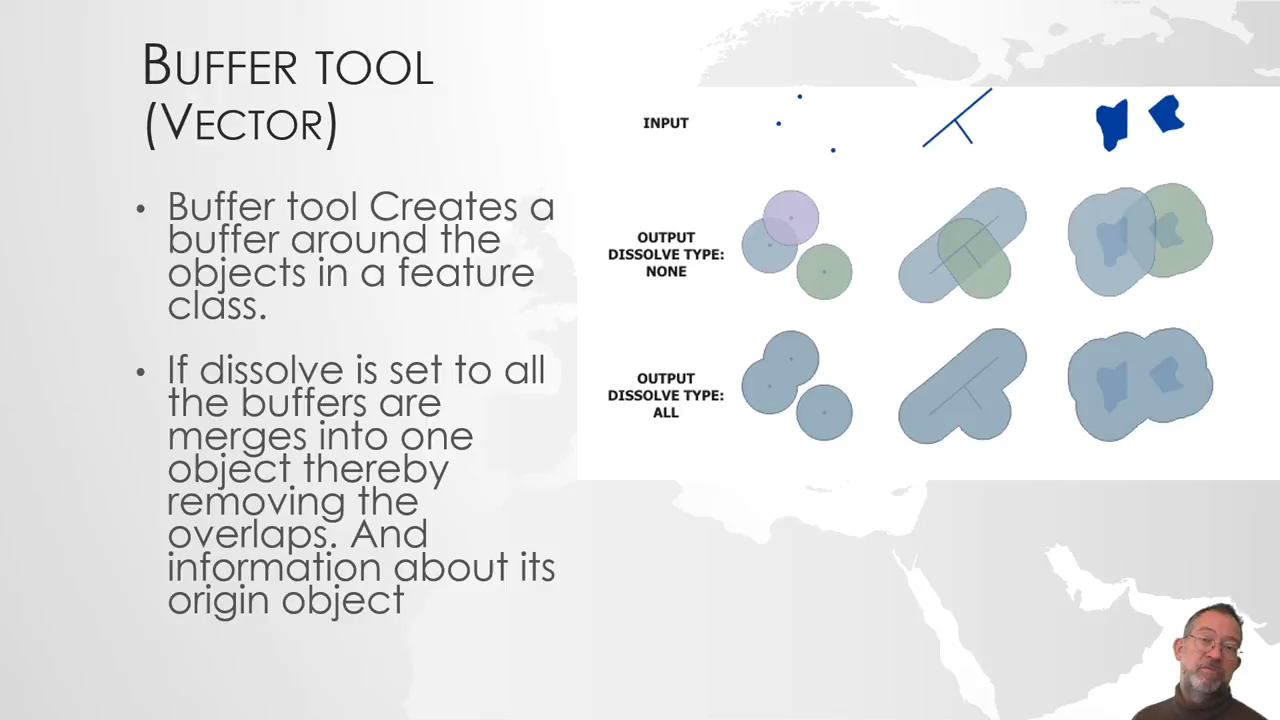 Buffer tool
(Vector)
• Buffer tool Creates a
buffer around the
objects in a feature
class.
• If dissolve is set to all
the buffers are
merges into one
object thereby
removing the
overlaps. And
information about its
origin object
INPUT
OUTPUT
DISSOLVE TYPE:
NONE
OUTPUT
DISSOLVE TYPE:
ALL